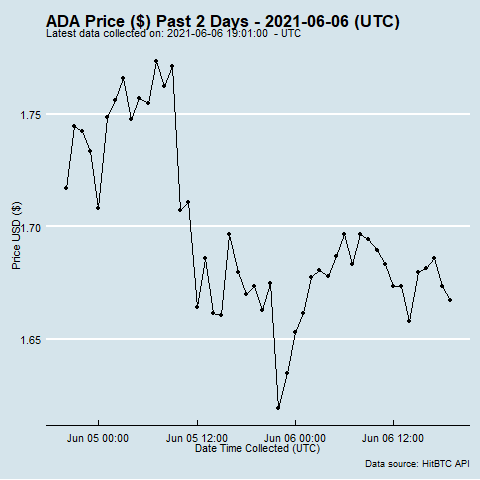 ADA Price ($) Past 2 Days - 2021-06-06 (UTC)
Latest data collected on: 2021-06-06 19:01:00 - UTC
1.75
1.70
1.65
Price USD ($)
Jun 05 00:00
Jun 05 12:00
Jun 06 00:00
Jun 06 12:00
Date Time Collected (UTC)
Data source: HitBTC API